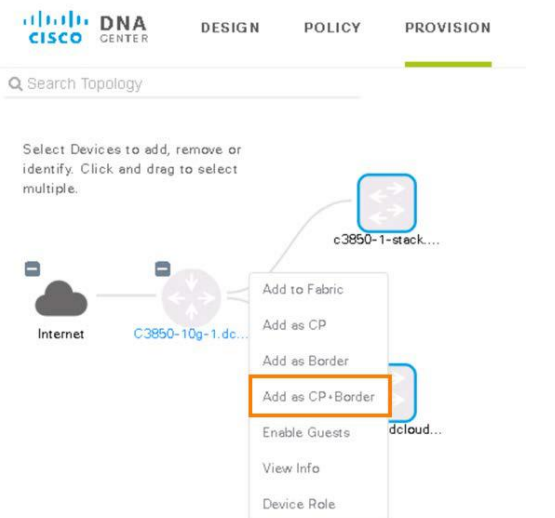 CISCO DNA CENTER DESIGN POLICY PROVISION
Search Topology
Select Devices to add, remove or
identify. Click and drag to select
multiple.
c3850-1-stack....
Internet
C3850-10g-1.dc...
Add to Fabric
Add as CP
Add as Border
Add as CP+Border
dcloud...
Enable Guests
View Info
Device Role